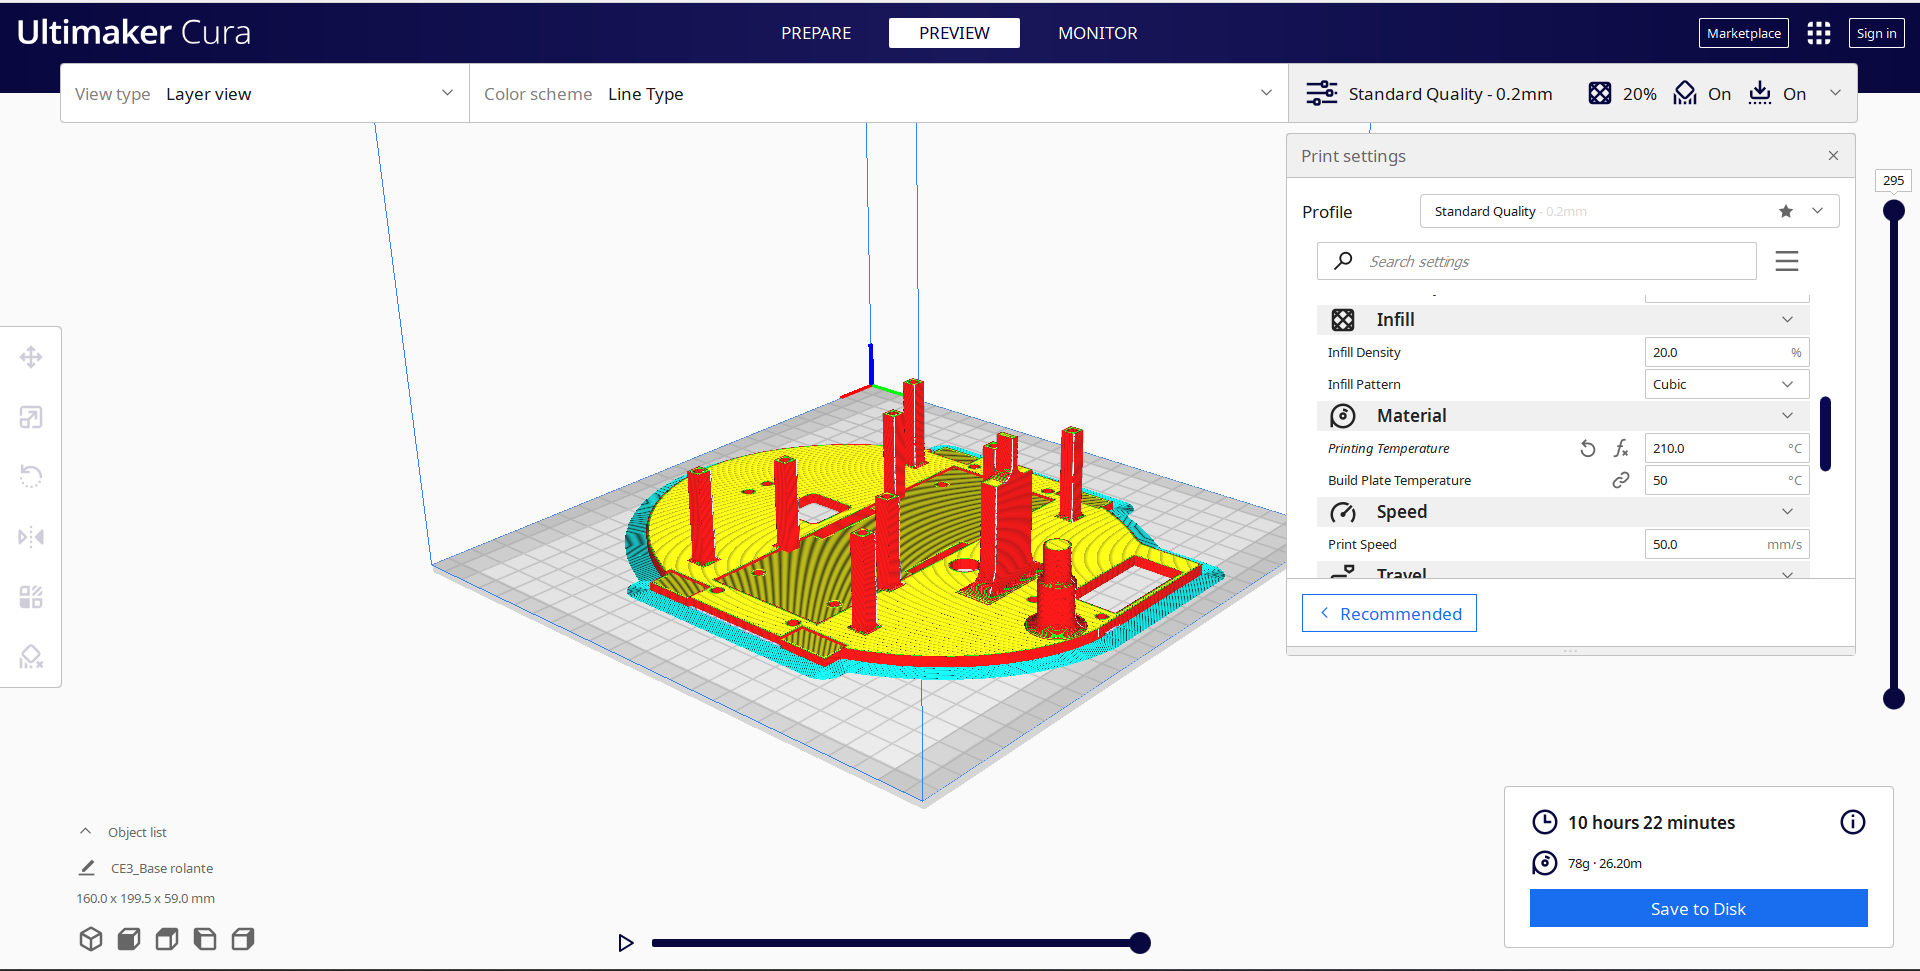 Ultimaker Cura
PREPARE
PREVIEW
MONITOR
Marketplace
Sign in
View type Layer view
Color scheme Line Type
Standard Quality - 0.2mm
20%
On
On
Print settings
295
Profile
Standard Quality - 0.2mm
Search settings
Infill
Infill Density 20.0 %
Infill Pattern Cubic
Material
Printing Temperature 210.0 °C
Build Plate Temperature 50 °C
Speed
Print Speed 50.0 mm/s
Travel
Recommended
Object list
CE3_Base rolante
160.0 x 199.5 x 59.0 mm
10 hours 22 minutes
78g · 26.20m
Save to Disk